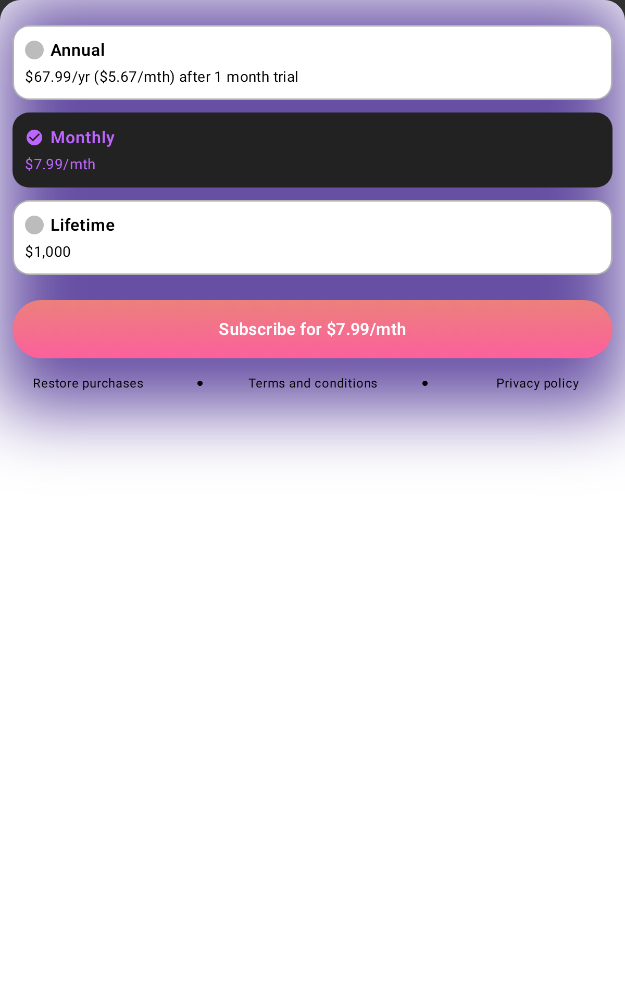 Annual
$67.99/yr ($5.67/mth) after 1 month trial
Monthly
$7.99/mth
Lifetime
$1,000
Subscribe for $7.99/mth
Restore purchases • Terms and conditions • Privacy policy